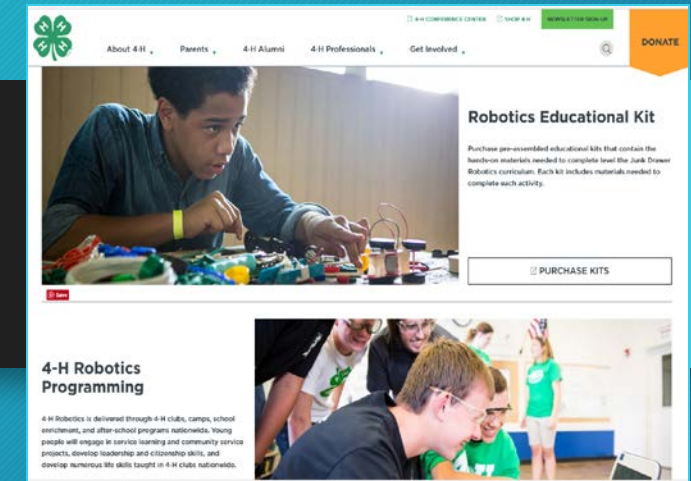 4-H CONFERENCE CENTER SHOP 4-H NEWSLETTER SIGN-UP
DONATE
H H H H
About 4-H Parents 4-H Alumni 4-H Professionals Get Involved
Robotics Educational Kit
Purchase pre-assembled educational kits that contain the
hands-on materials needed to complete level the Junk Drawer
Robotics curriculum. Each kit includes materials needed to
complete such activity.
PURCHASE KITS
Save
4-H Robotics
Programming
4-H Robotics is delivered through 4-H clubs, camps, school
enrichment, and after-school programs nationwide. Young
people will engage in service learning and community service
projects, develop leadership and citizenship skills, and
develop numerous life skills taught in 4-H clubs nationwide.